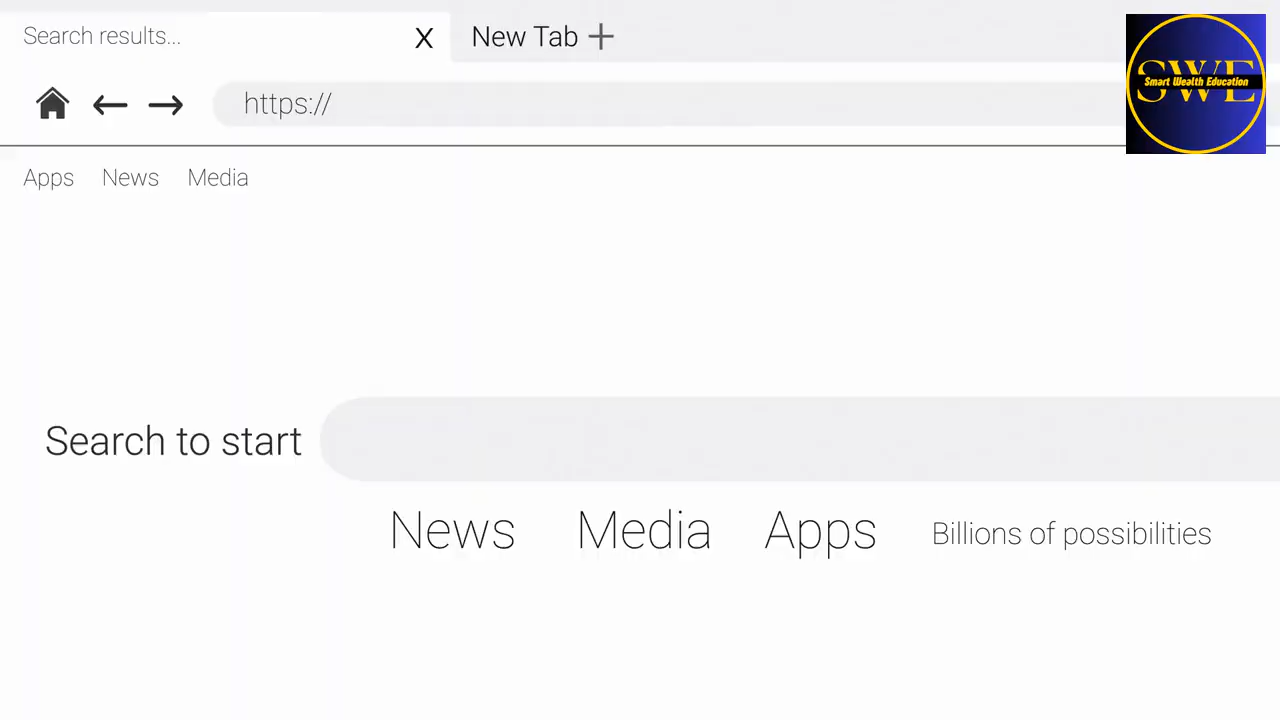 Search results...
X
New Tab +
https://
SWE
Smart Wealth Education
Apps News Media
Search to start
News Media Apps Billions of possibilities